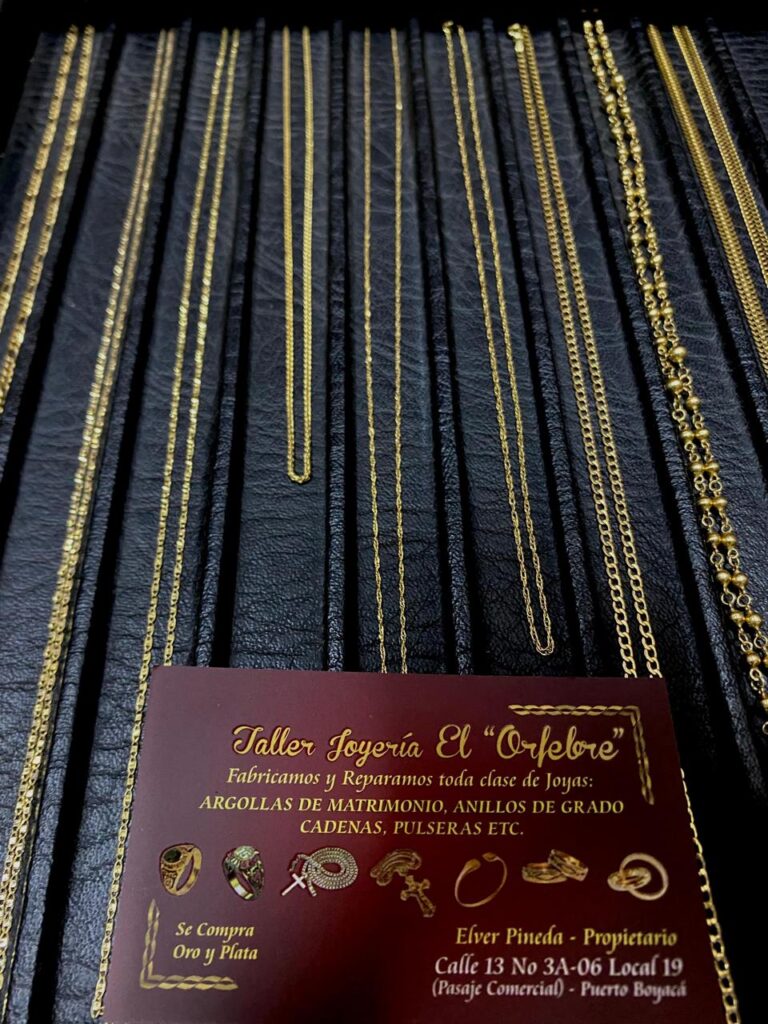 Taller Joyería El "Orfebre"
Fabricamos y Reparamos toda clase de Joyas:
ARGOLLAS DE MATRIMONIO, ANILLOS DE GRADO
CADENAS, PULSERAS ETC.
Se Compra
Oro y Plata
Elver Pineda - Propietario
Calle 13 No 3A-06 Local 19
(Pasaje Comercial) - Puerto Boyacá